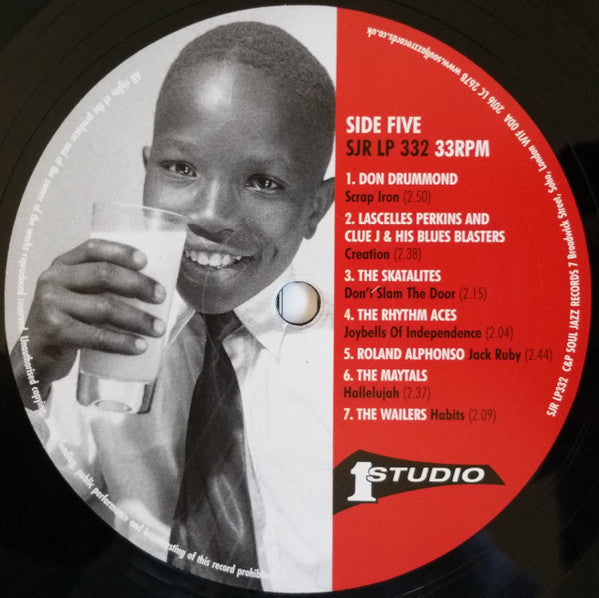 SIDE FIVE
SJR LP 332 33RPM
1. DON DRUMMOND
Scrap Iron (2.50)
2. LASCELLES PERKINS AND
CLUE J & HIS BLUES BLASTERS
Creation (2.38)
3. THE SKATALITES
Don't Slam The Door (2.15)
4. THE RHYTHM ACES
Joybells Of Independence (2.04)
5. ROLAND ALPHONSO Jack Ruby (2.44)
6. THE MAYTALS
Hallelujah (2.37)
7. THE WAILERS Habits (2.09)
1 STUDIO
SJR LP332 C&P SOUL JAZZ RECORDS 7 Broadwick Street, Soho, London W1F 0DA 2016 LC 2678 www.souljazzrecords.co.uk
All rights of the producer and of the owner of the works reproduced reserved. Unauthorised copying, public performance and broadcasting of this record prohibited